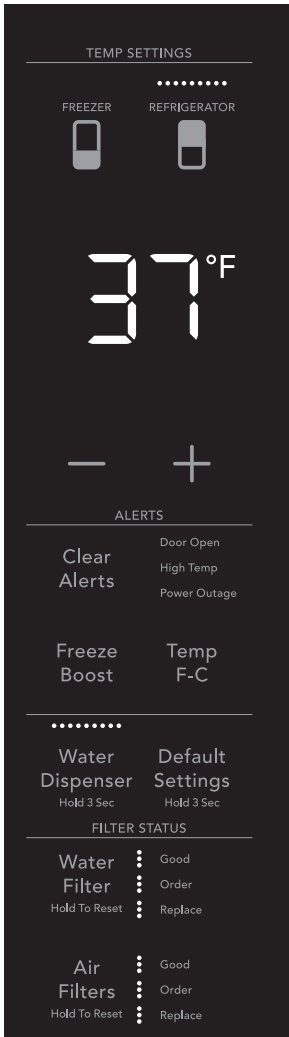 TEMP SETTINGS
FREEZER
REFRIGERATOR
37°F
− +
ALERTS
Clear
Alerts
Door Open
High Temp
Power Outage
Freeze
Boost
Temp
F-C
Water
Dispenser
Hold 3 Sec
Default
Settings
Hold 3 Sec
FILTER STATUS
Water
Filter
Hold To Reset
Good
Order
Replace
Air
Filters
Hold To Reset
Good
Order
Replace